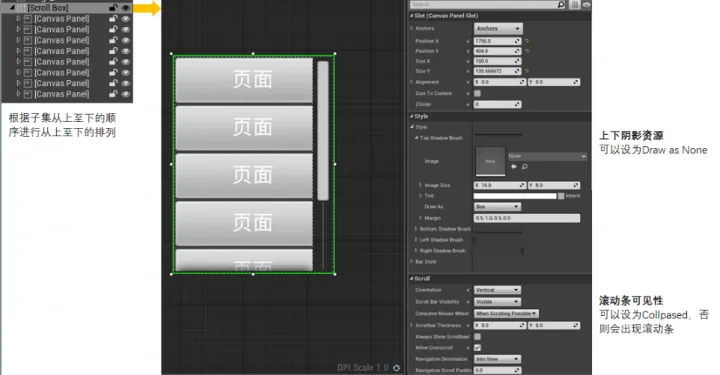 [Scroll Box]
[Canvas Panel]
[Canvas Panel]
[Canvas Panel]
[Canvas Panel]
[Canvas Panel]
[Canvas Panel]
[Canvas Panel]
[Canvas Panel]
根据子集从上至下的顺
序进行从上至下的排列
页面
页面
页面
页面
页面
DPI Scale 1.0
Search
Slot (Canvas Panel Slot)
Anchors Anchors
Position X 1756.0
Position Y 404.0
Size X 100.0
Size Y 135.666672
Alignment X 0.0 Y 0.0
Size To Content
ZOrder 0
Style
Style
Top Shadow Brush
Image None None
Image Size X 16.0 Y 8.0
Tint Inherit
Draw As Box
Margin 0.5, 1.0, 0.5, 0.0
Bottom Shadow Brush
Left Shadow Brush
Right Shadow Brush
Bar Style
Scroll
Orientation Vertical
Scroll Bar Visibility Visible
Consume Mouse Wheel When Scrolling Possible
Scrollbar Thickness X 5.0 Y 5.0
Always Show Scrollbar
Allow Overscroll
Navigation Destination Into View
Navigation Scroll Paddin 0.0
上下阴影资源
可以设为Draw as None
滚动条可见性
可以设为Collpased，否
则会出现滚动条